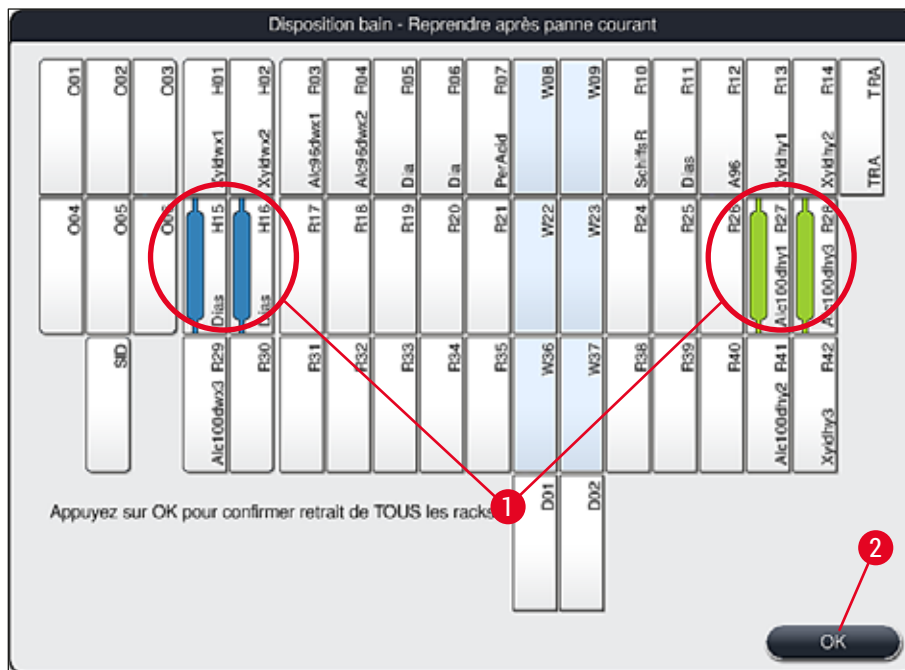 Disposition bain - Reprendre après panne courant
O01
O02
O03
Xyldwx1 H01
Xyldwx2 H02
Alc96dwx1 R03
Alc96dwx2 R04
Dia R05
Dia R06
PerAcid R07
W08
W09
SchiffsR R10
Dias R11
A96 R12
Xyldhy1 R13
Xyldhy2 R14
TRA TRA
O04
O05
O06
Dias H15
Dias H16
R17
R18
R19
R20
R21
W22
W23
R24
R25
R26
Alc100dhy1 R27
Alc100dhy3 R28
SID
Alc100dwx3 R29
R30
R31
R32
R33
R34
R35
W36
W37
R38
R39
R40
Alc100dhy2 R41
Xyldhy3 R42
Appuyez sur OK pour confirmer retrait de TOUS les racks
1
D01
D02
2
OK